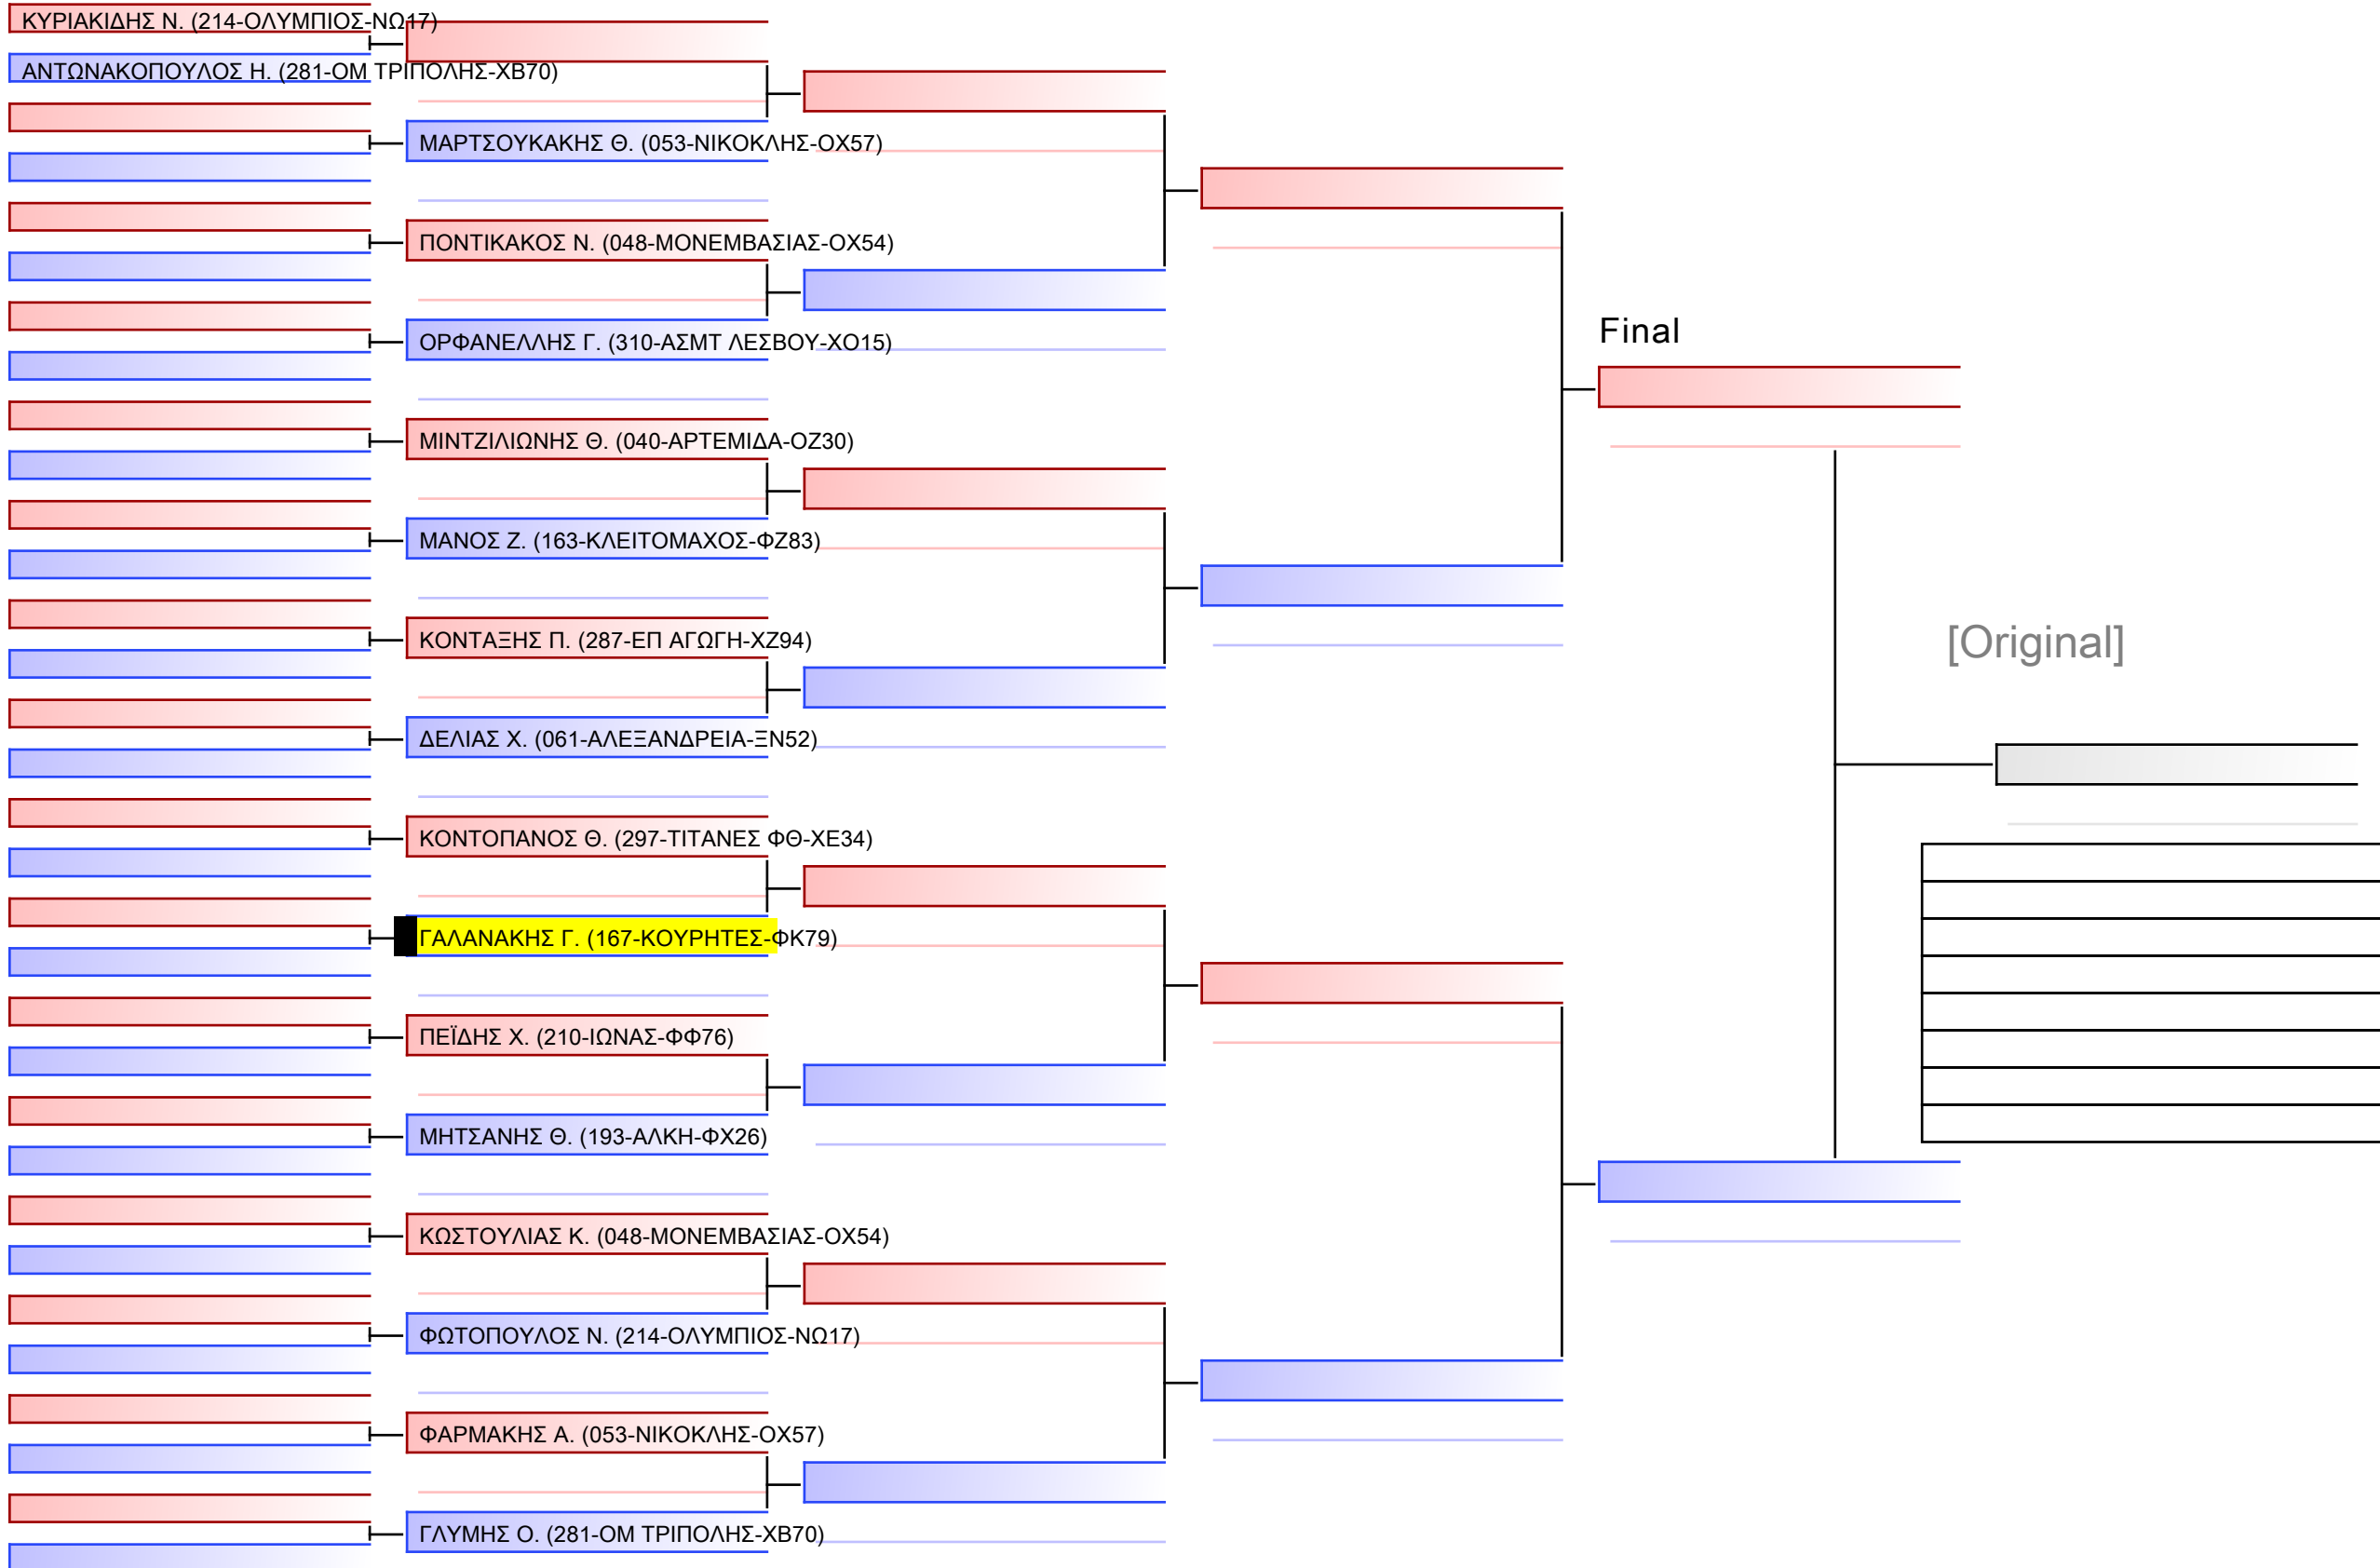 ΚΥΡΙΑΚΙΔΗΣ Ν. (214-ΟΛΥΜΠΙΟΣ-ΝΩ17)
ΑΝΤΩΝΑΚΟΠΟΥΛΟΣ Η. (281-ΟΜ ΤΡΙΠΟΛΗΣ-ΧΒ70)
ΜΑΡΤΣΟΥΚΑΚΗΣ Θ. (053-ΝΙΚΟΚΛΗΣ-ΟΧ57)
ΠΟΝΤΙΚΑΚΟΣ Ν. (048-ΜΟΝΕΜΒΑΣΙΑΣ-ΟΧ54)
Final
ΟΡΦΑΝΕΛΛΗΣ Γ. (310-ΑΣΜΤ ΛΕΣΒΟΥ-ΧΟ15)
ΜΙΝΤΖΙΛΙΩΝΗΣ Θ. (040-ΑΡΤΕΜΙΔΑ-ΟΖ30)
ΜΑΝΟΣ Ζ. (163-ΚΛΕΙΤΟΜΑΧΟΣ-ΦΖ83)
ΚΟΝΤΑΞΗΣ Π. (287-ΕΠ ΑΓΩΓΗ-ΧΖ94)
[Original]
ΔΕΛΙΑΣ Χ. (061-ΑΛΕΞΑΝΔΡΕΙΑ-ΞΝ52)
ΚΟΝΤΟΠΑΝΟΣ Θ. (297-ΤΙΤΑΝΕΣ ΦΘ-ΧΕ34)
ΓΑΛΑΝΑΚΗΣ Γ. (167-ΚΟΥΡΗΤΕΣ-ΦΚ79)
ΠΕΪΔΗΣ Χ. (210-ΙΩΝΑΣ-ΦΦ76)
ΜΗΤΣΑΝΗΣ Θ. (193-ΑΛΚΗ-ΦΧ26)
ΚΩΣΤΟΥΛΙΑΣ Κ. (048-ΜΟΝΕΜΒΑΣΙΑΣ-ΟΧ54)
ΦΩΤΟΠΟΥΛΟΣ Ν. (214-ΟΛΥΜΠΙΟΣ-ΝΩ17)
ΦΑΡΜΑΚΗΣ Α. (053-ΝΙΚΟΚΛΗΣ-ΟΧ57)
ΓΛΥΜΗΣ Ο. (281-ΟΜ ΤΡΙΠΟΛΗΣ-ΧΒ70)